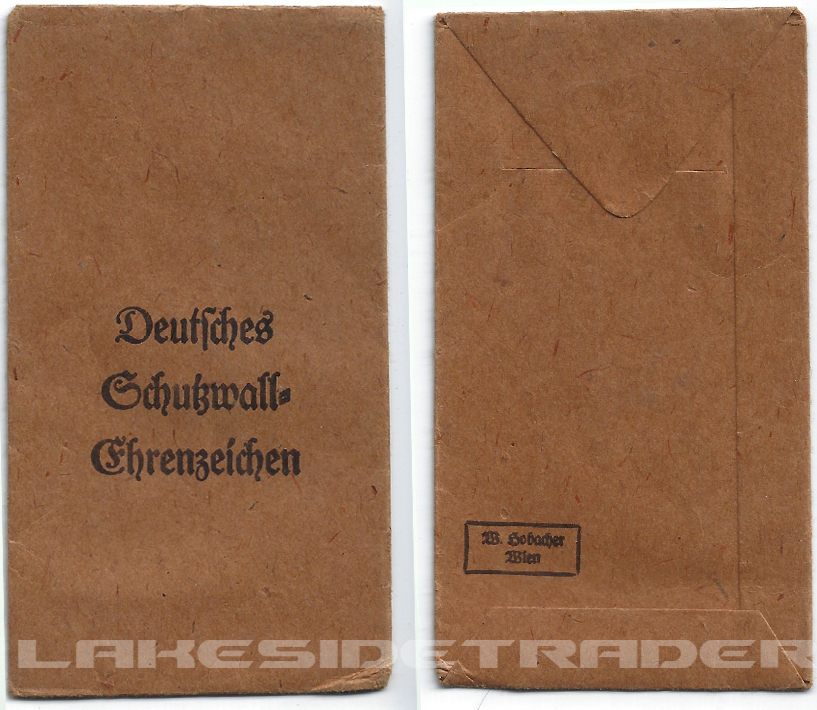 Deutsches
Schutzwall-
Ehrenzeichen
W. Hobacher
Wien
LAKESIDETRADER